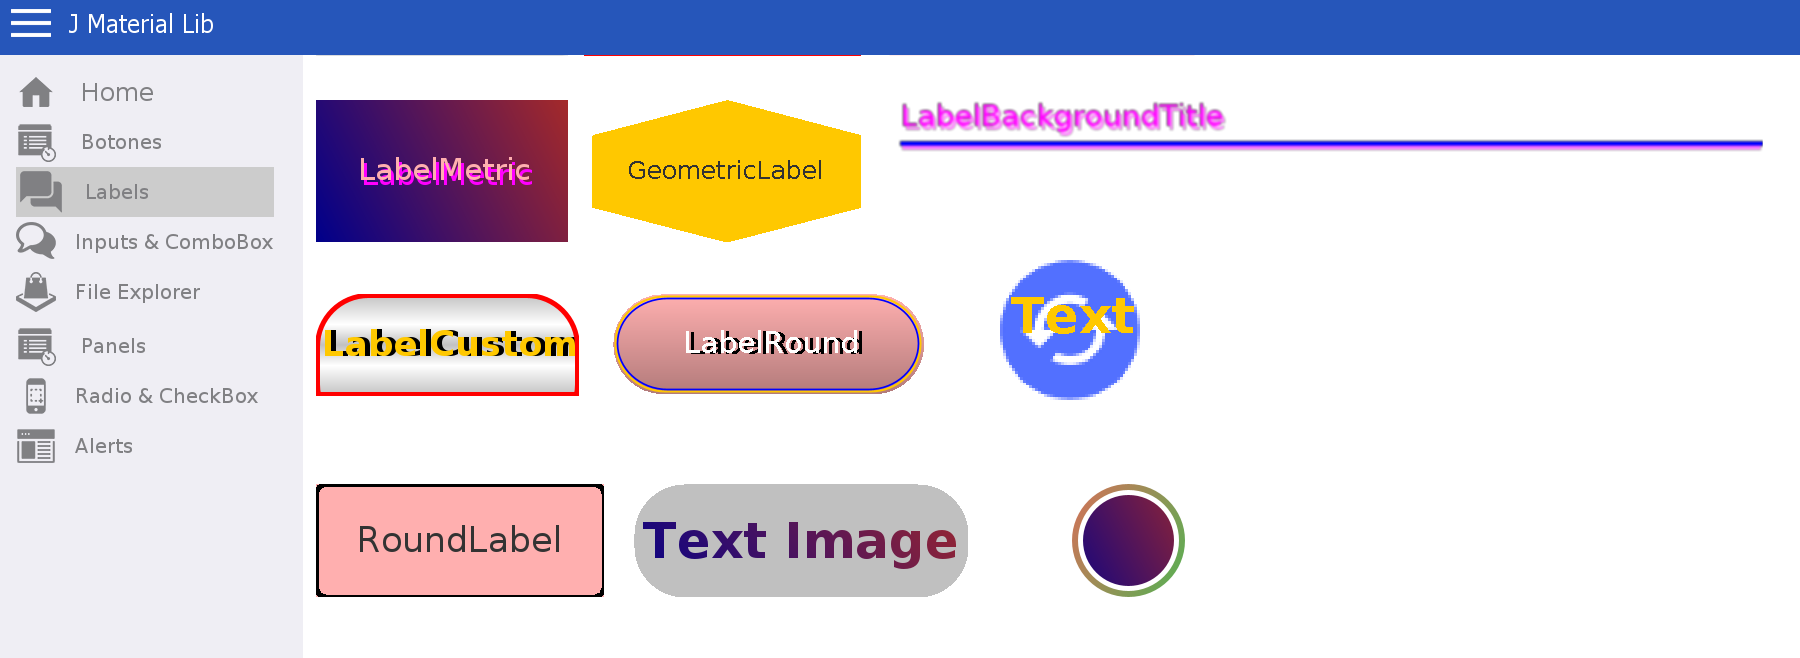 J Material Lib
Home
Botones
Labels
Inputs & ComboBox
File Explorer
Panels
Radio & CheckBox
Alerts
LabelMetric
GeometricLabel
LabelBackgroundTitle
LabelCustom
LabelRound
Text
RoundLabel
Text Image